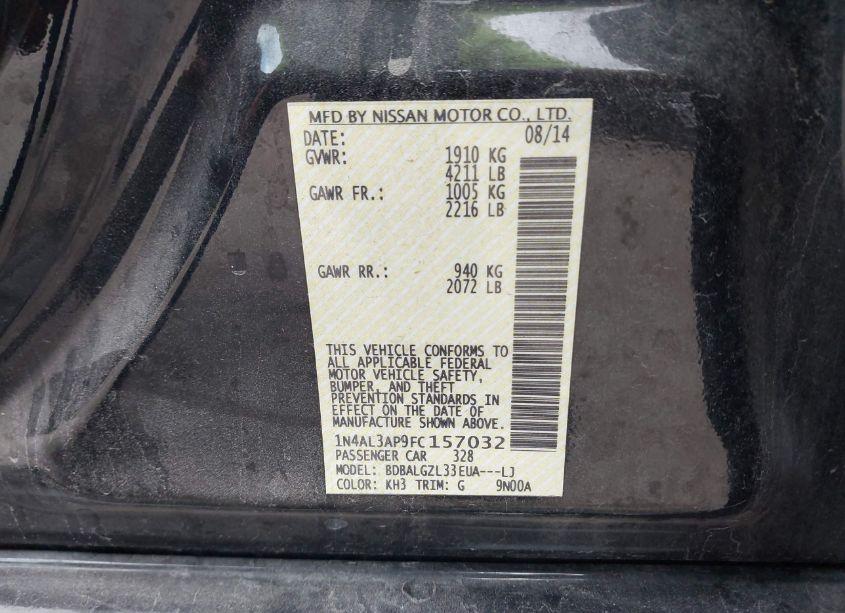 MFD BY NISSAN MOTOR CO., LTD.
DATE: 08/14
GVWR: 1910 KG
4211 LB
GAWR FR.: 1005 KG
2216 LB
GAWR RR.: 940 KG
2072 LB
THIS VEHICLE CONFORMS TO
ALL APPLICABLE FEDERAL
MOTOR VEHICLE SAFETY,
BUMPER, AND THEFT
PREVENTION STANDARDS IN
EFFECT ON THE DATE OF
MANUFACTURE SHOWN ABOVE.
1N4AL3AP9FC157032
PASSENGER CAR 328
MODEL: BDBALGZL33EUA---LJ
COLOR: KH3 TRIM: G 9N00A